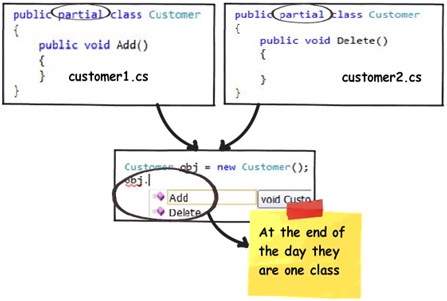 public partial class Customer
{
public void Add()
{
}
}
customer1.cs
public partial class Customer
{
public void Delete()
{
}
}
customer2.cs
Customer obj = new Customer();
obj.
Add
void Custo
Delete
At the end of
the day they
are one class